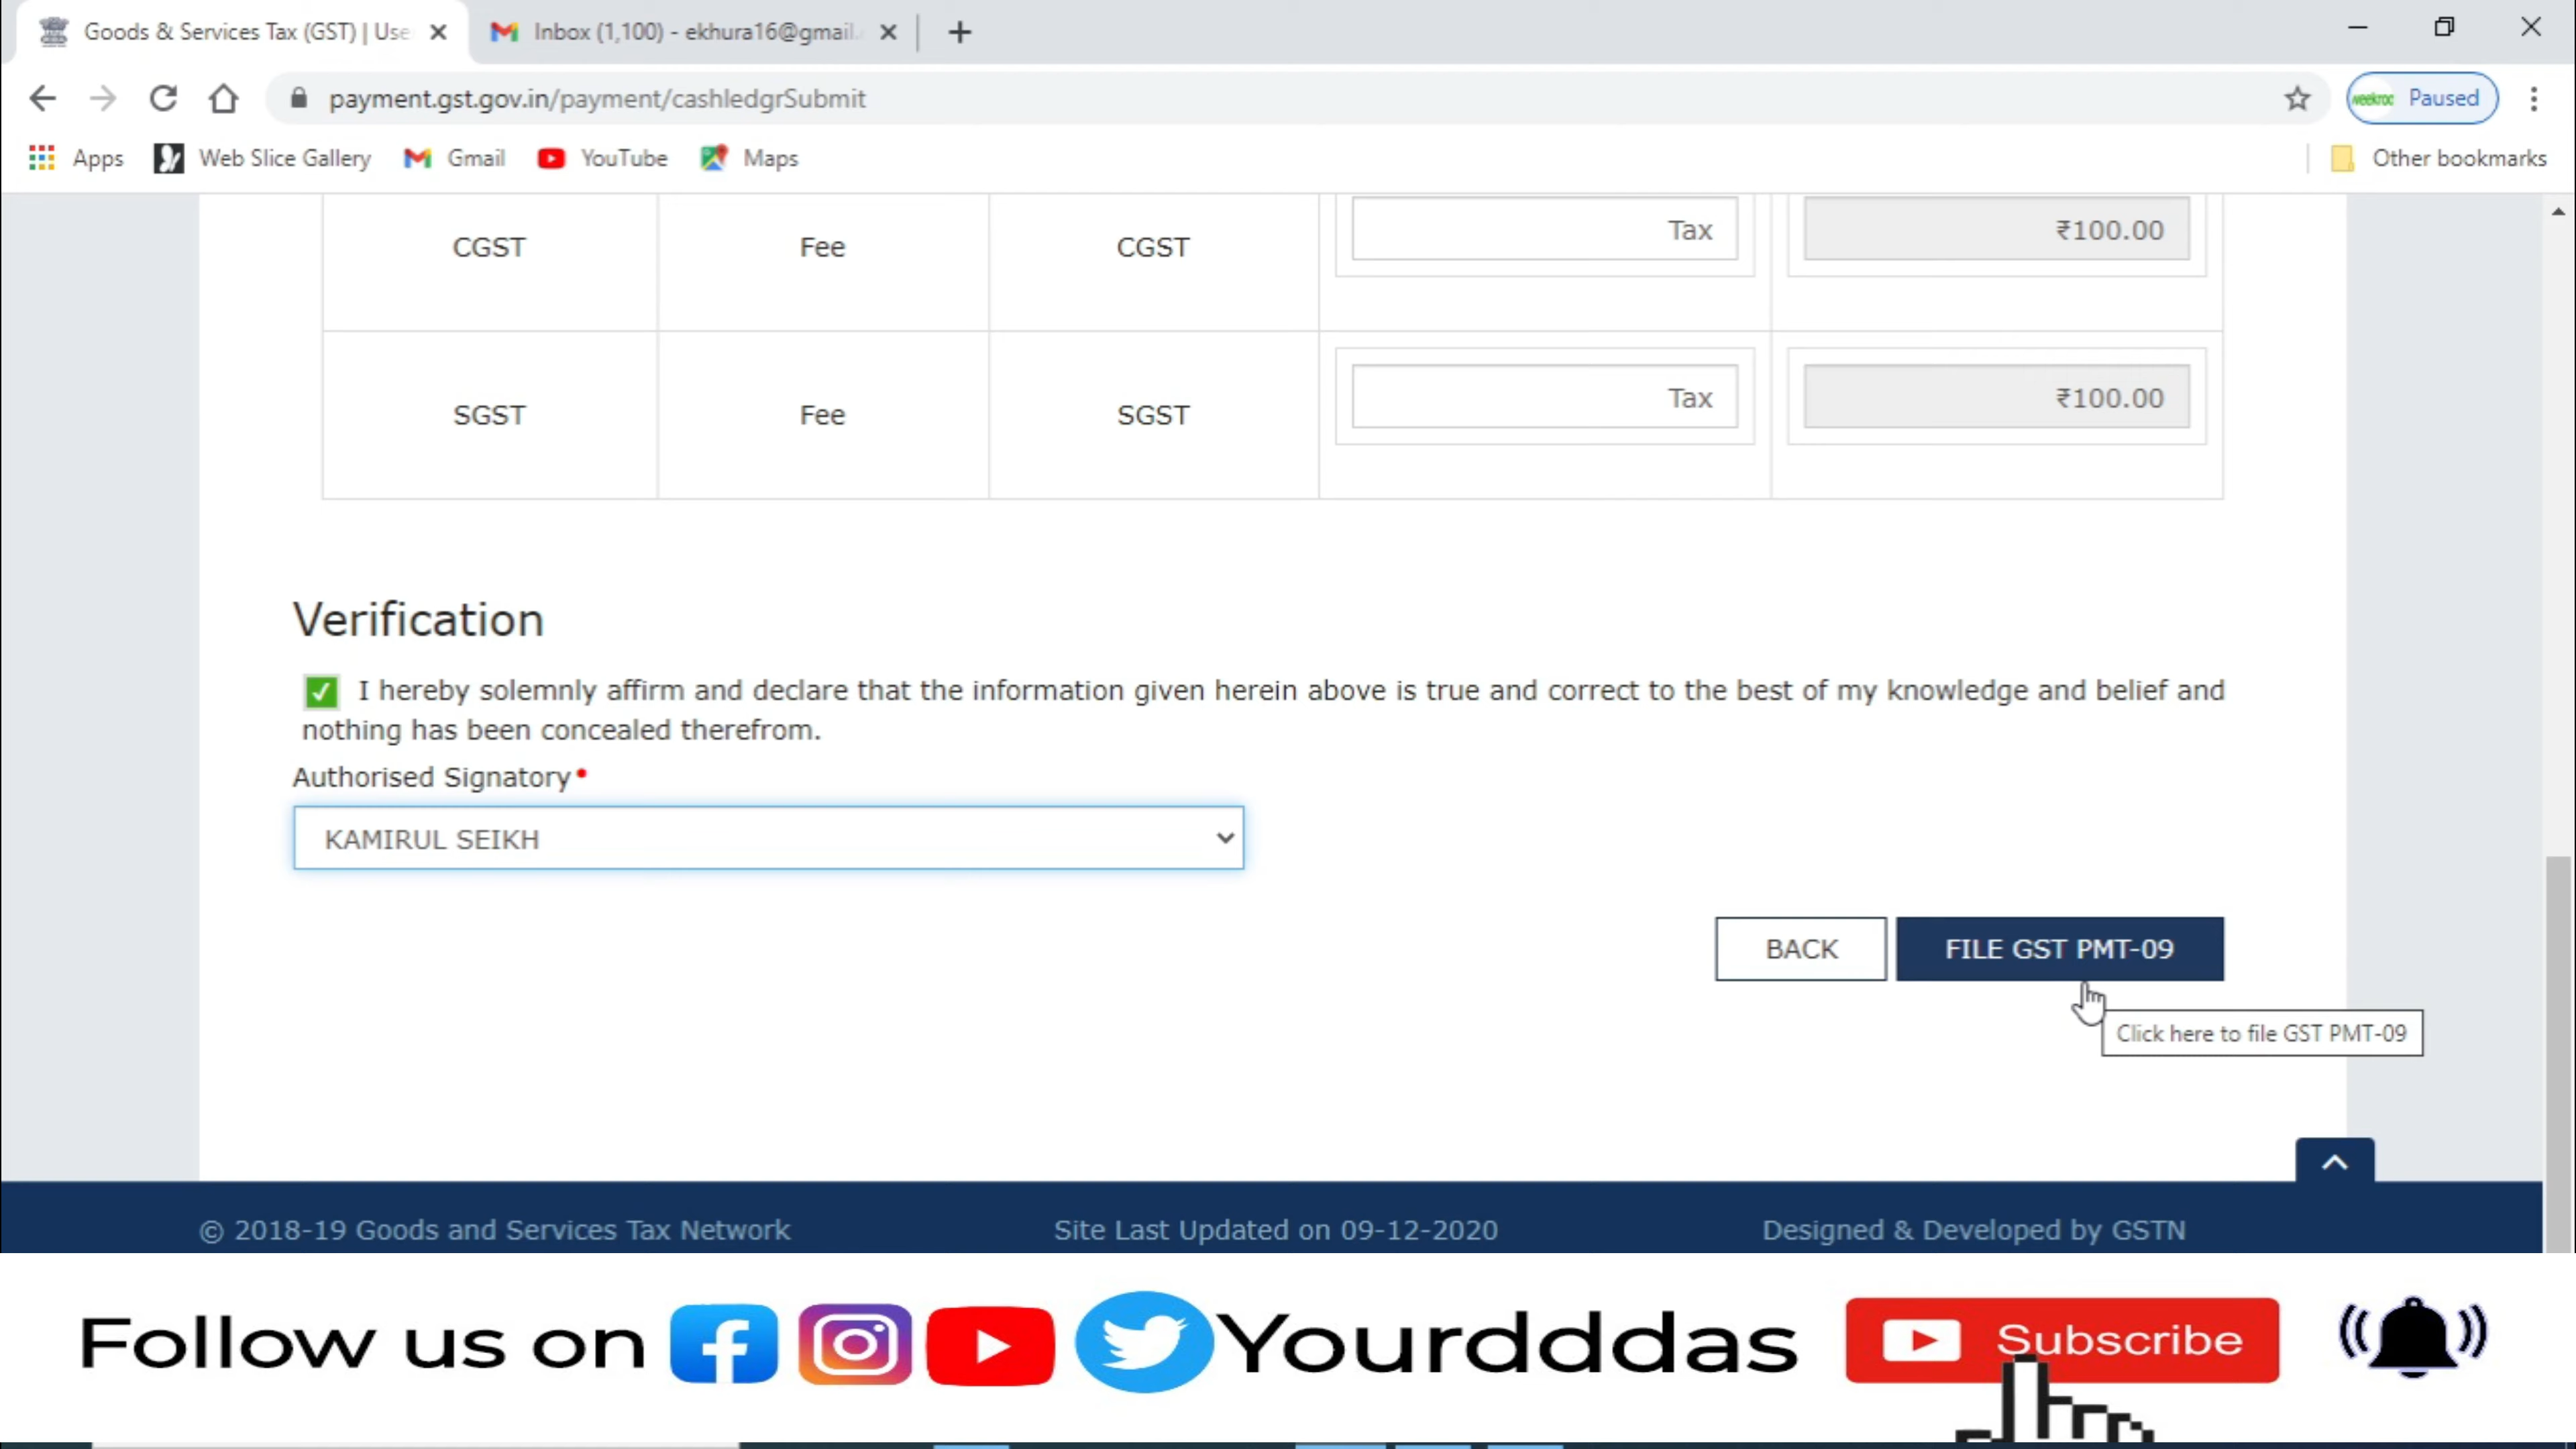 Goods & Services Tax (GST) | Use
Inbox (1,100) - ekhura16@gmail.
payment.gst.gov.in/payment/cashledgrSubmit
Paused
Apps Web Slice Gallery Gmail YouTube Maps Other bookmarks
CGST Fee CGST Tax ₹100.00
SGST Fee SGST Tax ₹100.00
Verification
I hereby solemnly affirm and declare that the information given herein above is true and correct to the best of my knowledge and belief and
nothing has been concealed therefrom.
Authorised Signatory
KAMIRUL SEIKH
BACK FILE GST PMT-09
Click here to file GST PMT-09
© 2018-19 Goods and Services Tax Network Site Last Updated on 09-12-2020 Designed & Developed by GSTN
Follow us on Yourdddas Subscribe